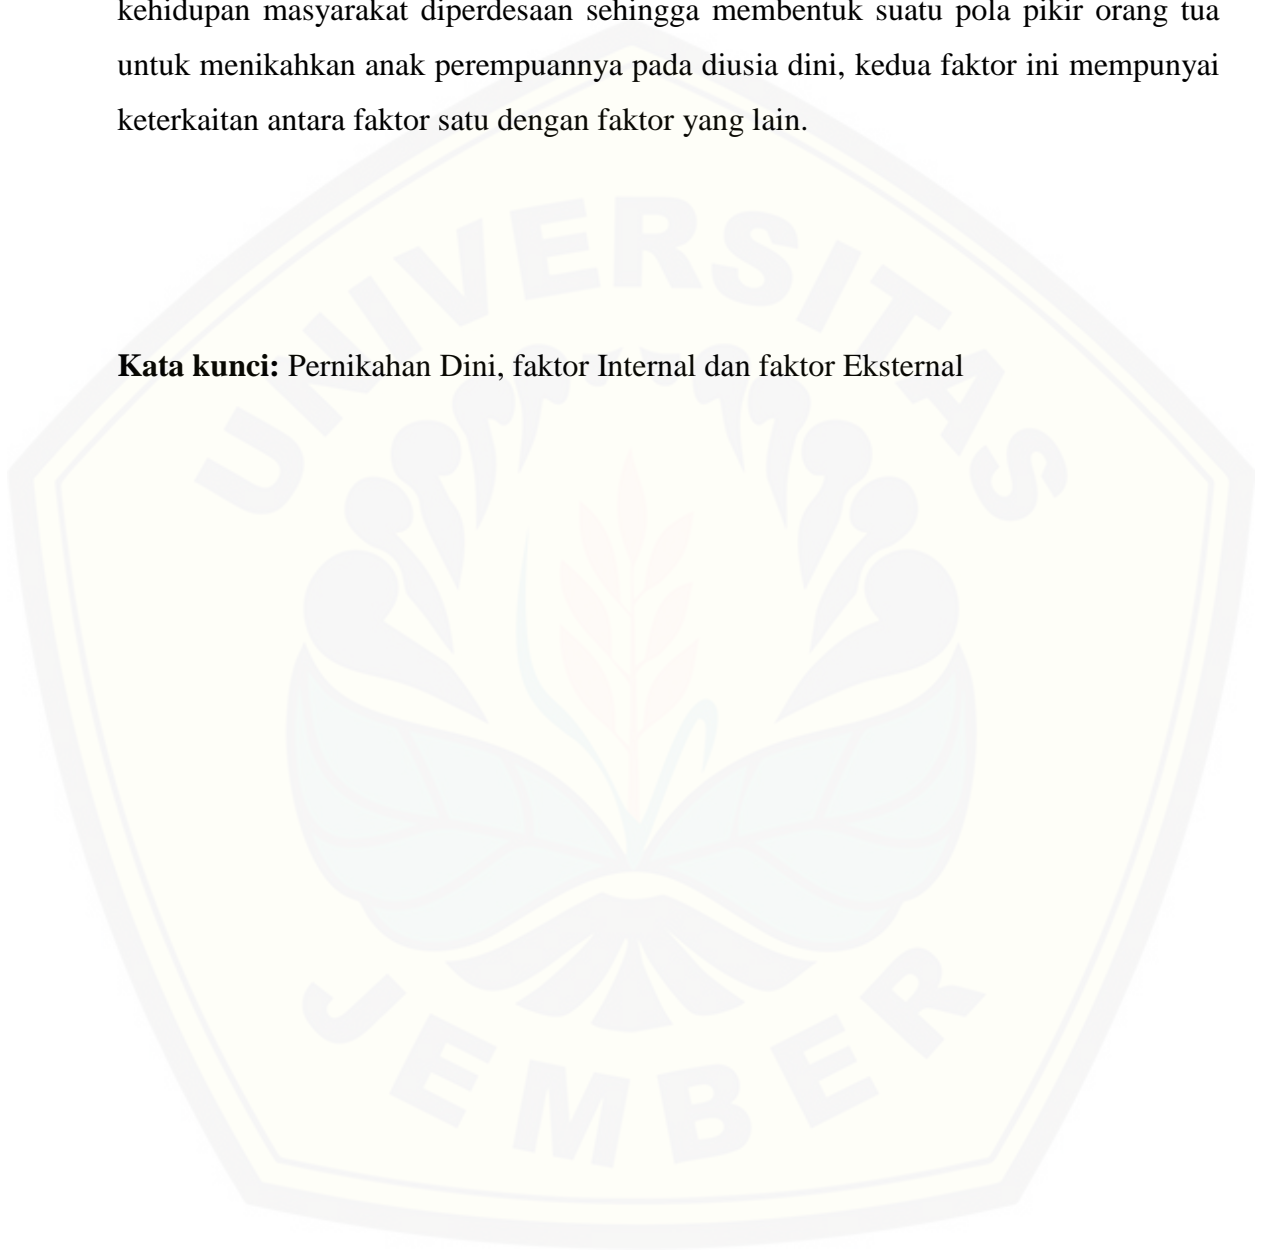 kehidupan masyarakat diperdesaan sehingga membentuk suatu pola pikir orang tua
untuk menikahkan anak perempuannya pada diusia dini, kedua faktor ini mempunyai
keterkaitan antara faktor satu dengan faktor yang lain.
UNIVERSITAS
Kata kunci: Pernikahan Dini, faktor Internal dan faktor Eksternal
JEMBER